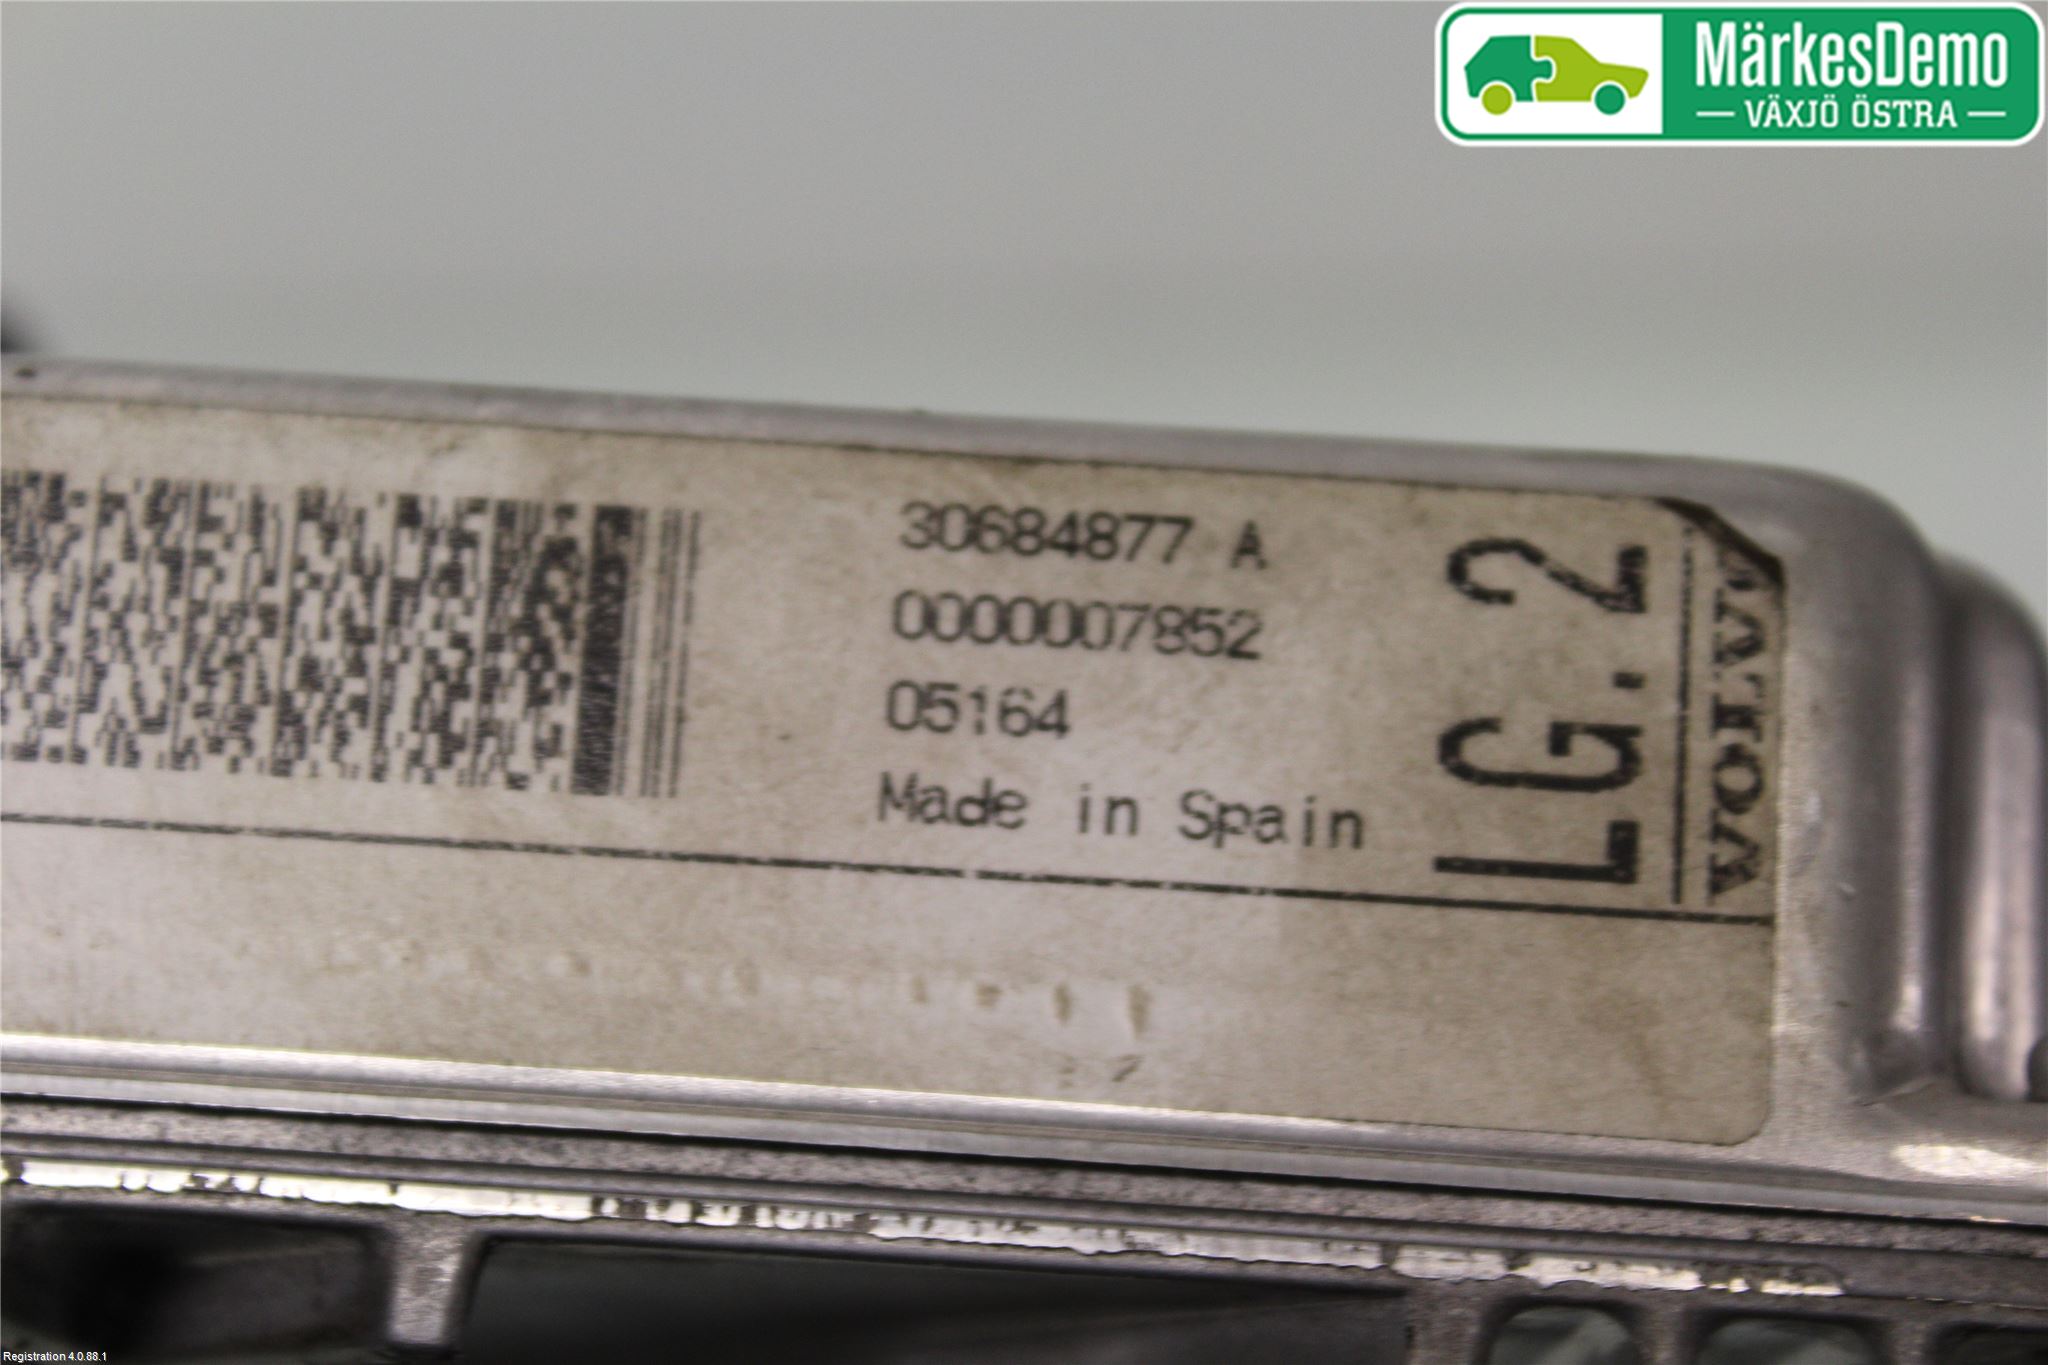 MärkesDemo
VÄXJÖ ÖSTRA
30684877 A
0000007852
05164
Made in Spain
LG.2
VOLVO
Registration 4.0.88.1